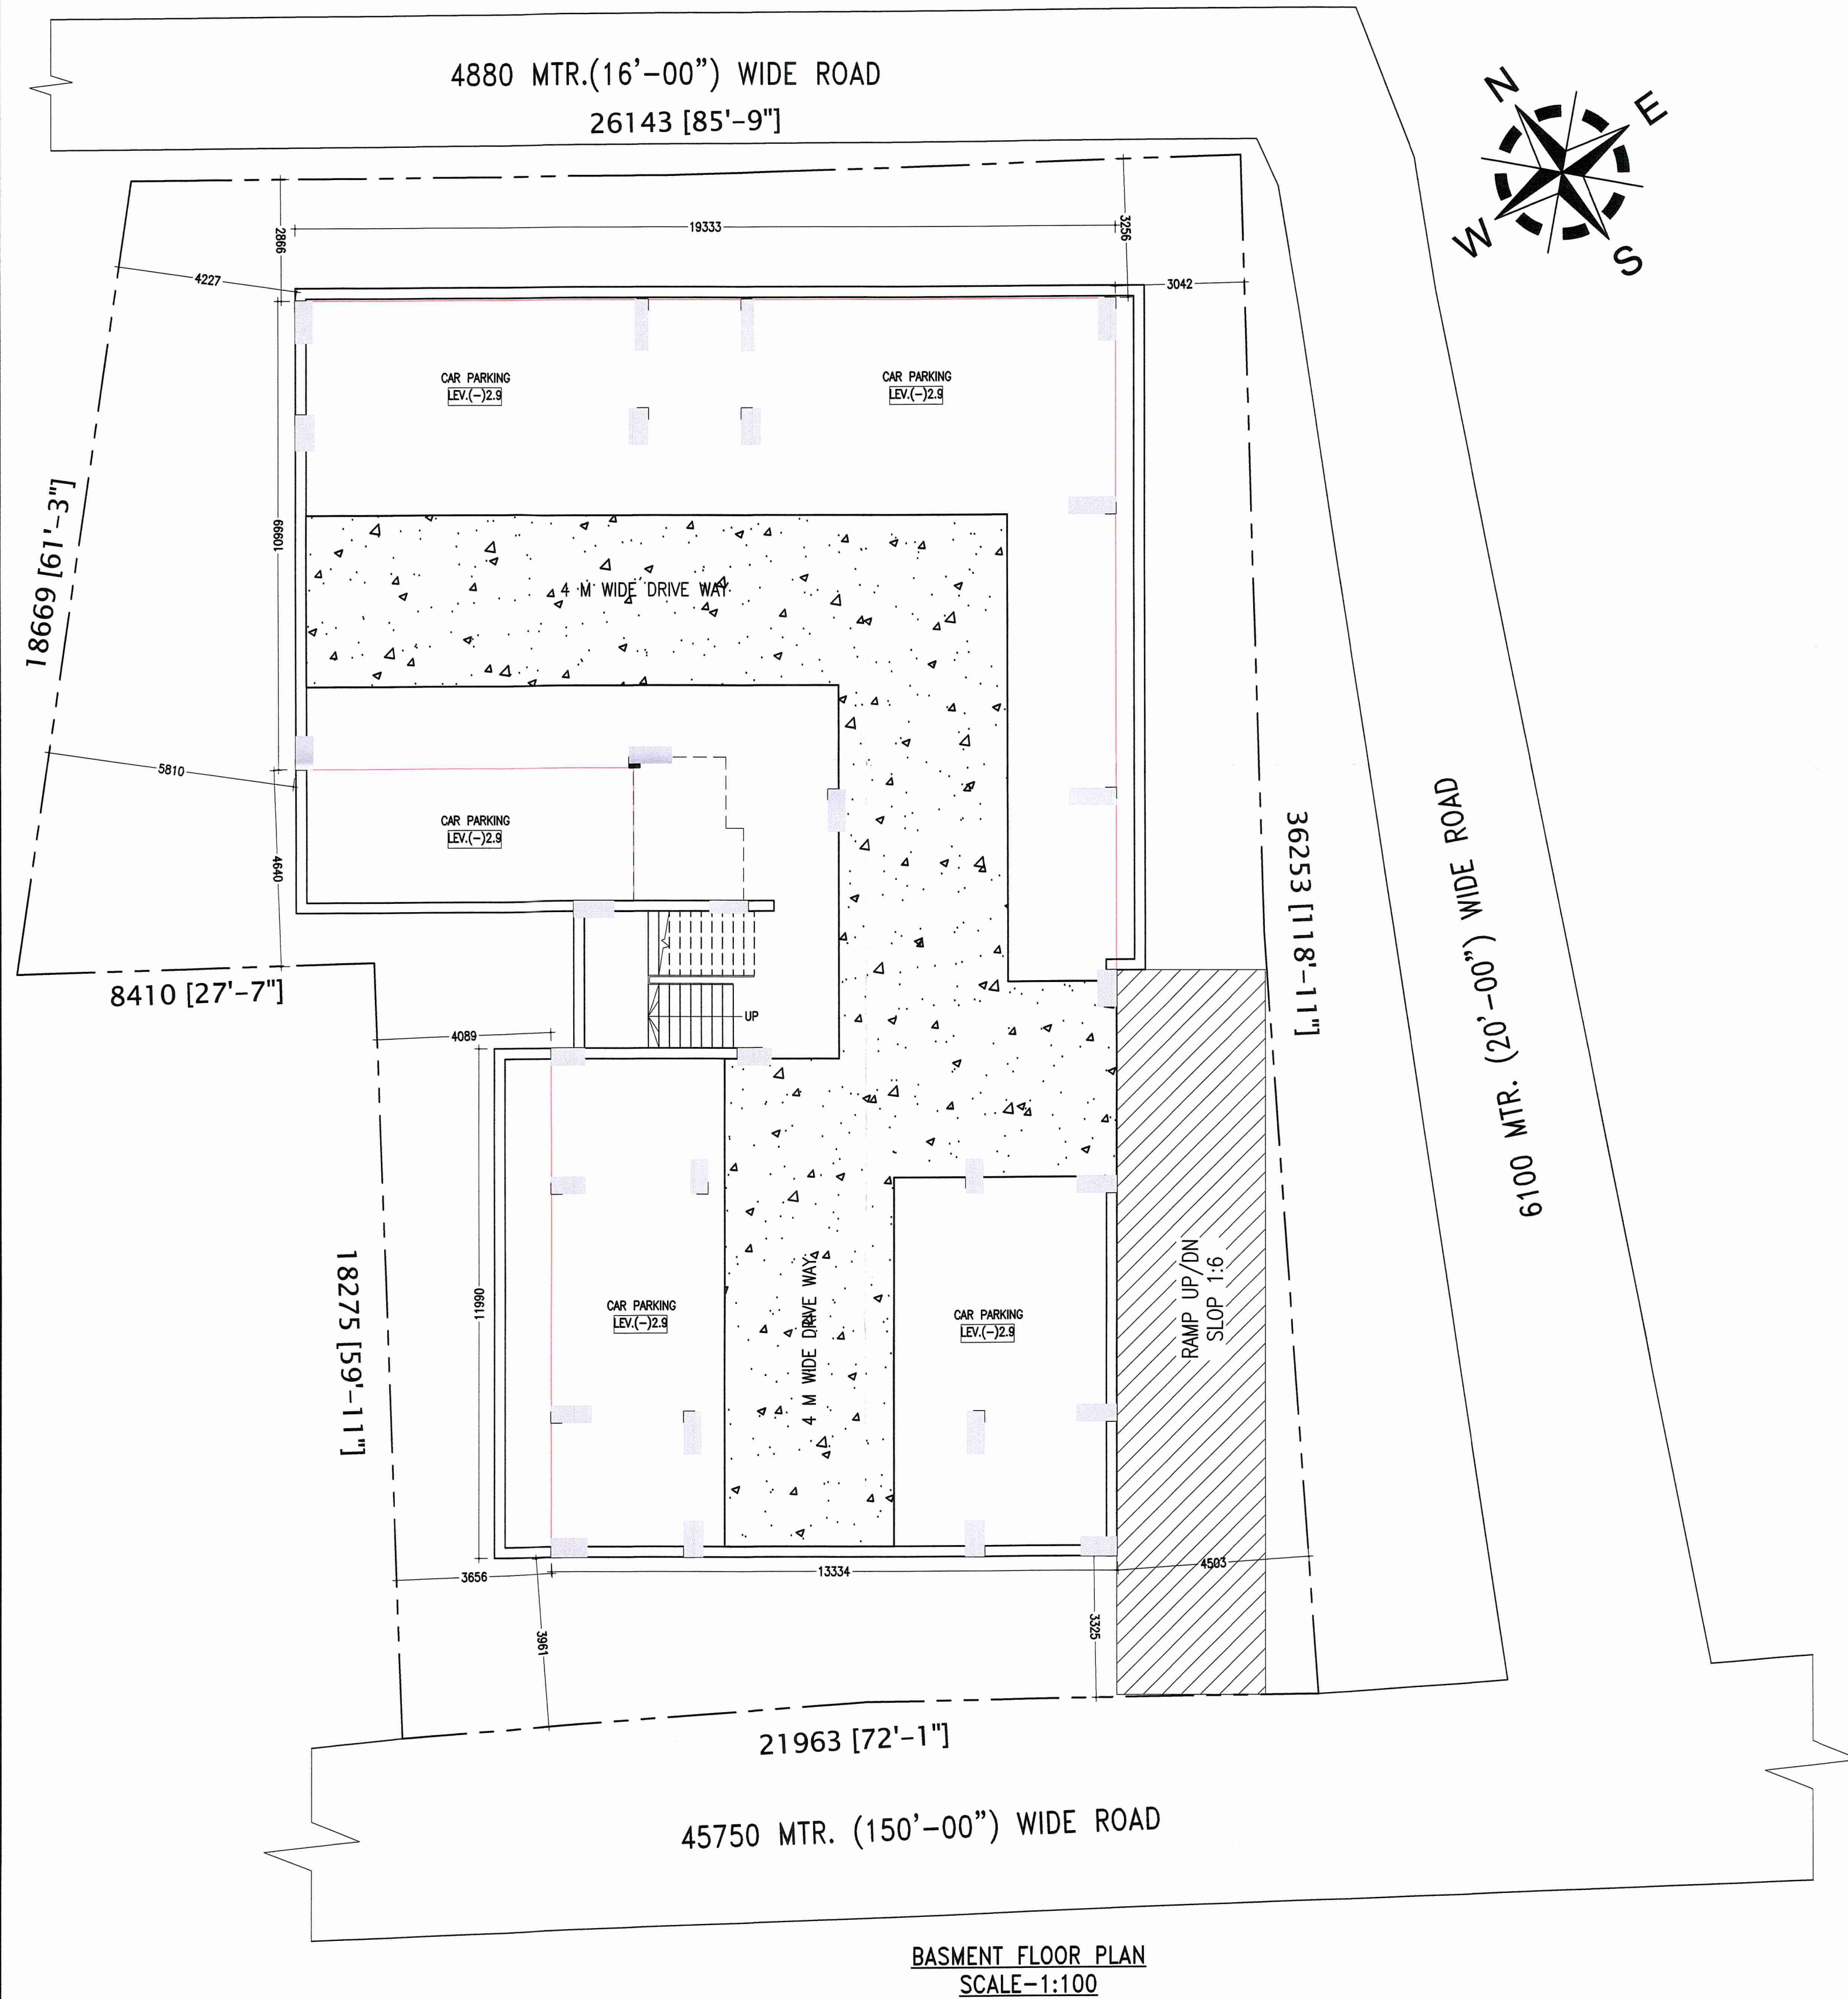 4880 MTR.(16'-00") WIDE ROAD
26143 [85'-9"]
N
E
W
S
19333
2866
3256
4227
3042
CAR PARKING
LEV.(-)2.9
CAR PARKING
LEV.(-)2.9
18669 [61'-3"]
10999
4 M WIDE DRIVE WAY
5810
CAR PARKING
LEV.(-)2.9
4640
36253 [118'-11"]
6100 MTR. (20'-00") WIDE ROAD
8410 [27'-7"]
UP
4089
18275 [59'-11"]
11990
CAR PARKING
LEV.(-)2.9
4 M WIDE DRIVE WAY
CAR PARKING
LEV.(-)2.9
RAMP UP/DN
SLOP 1:6
3656
13334
4503
3961
3325
21963 [72'-1"]
45750 MTR. (150'-00") WIDE ROAD
BASMENT FLOOR PLAN
SCALE-1:100